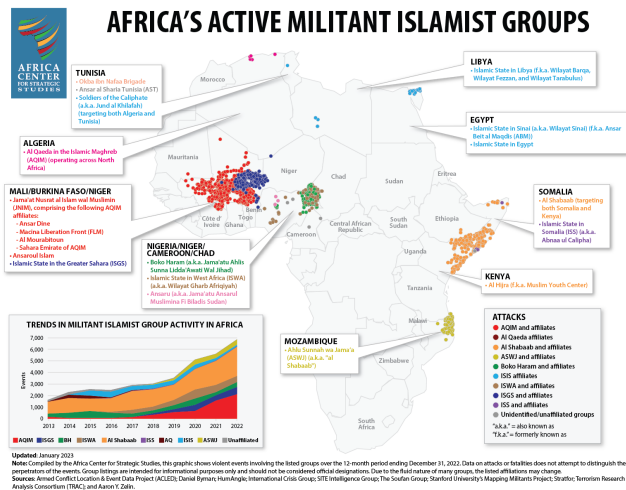 AFRICA'S ACTIVE MILITANT ISLAMIST GROUPS
AFRICA
CENTER
FOR STRATEGIC
STUDIES
TUNISIA
• Okba ibn Nafaa Brigade
• Ansar al Sharia Tunisia (AST)
• Soldiers of the Caliphate
(a.k.a. Jund al Khilafah)
(targeting both Algeria and
Tunisia)
LIBYA
• Islamic State in Libya (f.k.a. Wilayat Barqa,
Wilayat Fezzan, and Wilayat Tarabulus)
EGYPT
• Islamic State in Sinai (a.k.a. Wilayat Sinai) (f.k.a. Ansar
Beit al Maqdis (ABM))
• Islamic State in Egypt
ALGERIA
• Al Qaeda in the Islamic Maghreb
(AQIM) (operating across North
Africa)
MALI/BURKINA FASO/NIGER
• Jama'at Nusrat al Islam wal Muslimin
(JNIM), comprising the following AQIM
affiliates:
- Ansar Dine
- Macina Liberation Front (FLM)
- Al Mourabitoun
- Sahara Emirate of AQIM
• Ansaroul Islam
• Islamic State in the Greater Sahara (ISGS)
SOMALIA
• Al Shabaab (targeting
both Somalia and
Kenya)
• Islamic State in
Somalia (ISS) (a.k.a.
Abnaa ul Calipha)
NIGERIA/NIGER/
CAMEROON/CHAD
• Boko Haram (a.k.a. Jama'atu Ahlis
Sunna Lidda'Awati Wal Jihad)
• Islamic State in West Africa (ISWA)
(a.k.a. Wilayat Gharb Afriqiyah)
• Ansaru (a.k.a. Jama'atu Ansarul
Muslimina Fi Biladis Sudan)
KENYA
• Al Hijra (f.k.a. Muslim Youth Center)
MOZAMBIQUE
• Ahlu Sunnah wa Jama'a
(ASWJ) (a.k.a. "al
Shabaab")
Morocco
Mauritania
Niger
Chad
Sudan
Eritrea
Côte d'
Ivoire
Ghana
Togo
Cameroon
Central African
Republic
South
Sudan
Ethiopia
Uganda
Tanzania
Malawi
Zimbabwe
South
Africa
ATTACKS
AQIM and affiliates
Al Qaeda and affiliates
Al Shabaab and affiliates
ASWJ and affiliates
Boko Haram and affiliates
ISIS and affiliates
ISWA and affiliates
ISGS and affiliates
ISS and affiliates
Unidentified/unaffiliated groups
"a.k.a." = also known as
"f.k.a." = formerly known as
TRENDS IN MILITANT ISLAMIST GROUP ACTIVITY IN AFRICA
Events
7,000
6,000
5,000
4,000
3,000
2,000
1,000
0
2013 2014 2015 2016 2017 2018 2019 2020 2021 2022
AQIM ISGS BH ISWA Al Shabaab ISS AQ ISIS ASWJ Unaffiliated
Updated: January 2023
Note: Compiled by the Africa Center for Strategic Studies, this graphic shows violent events involving the listed groups over the 12-month period ending December 31, 2022. Data on attacks or fatalities does not attempt to distinguish the
perpetrators of the events. Group listings are intended for informational purposes only and should not be considered official designations. Due to the fluid nature of many groups, the listed affiliations may change.
Sources: Armed Conflict Location & Event Data Project (ACLED); Daniel Byman; HumAngle; International Crisis Group; SITE Intelligence Group; The Soufan Group; Stanford University's Mapping Militants Project; Stratfor; Terrorism Research
Analysis Consortium (TRAC); and Aaron Y. Zelin.